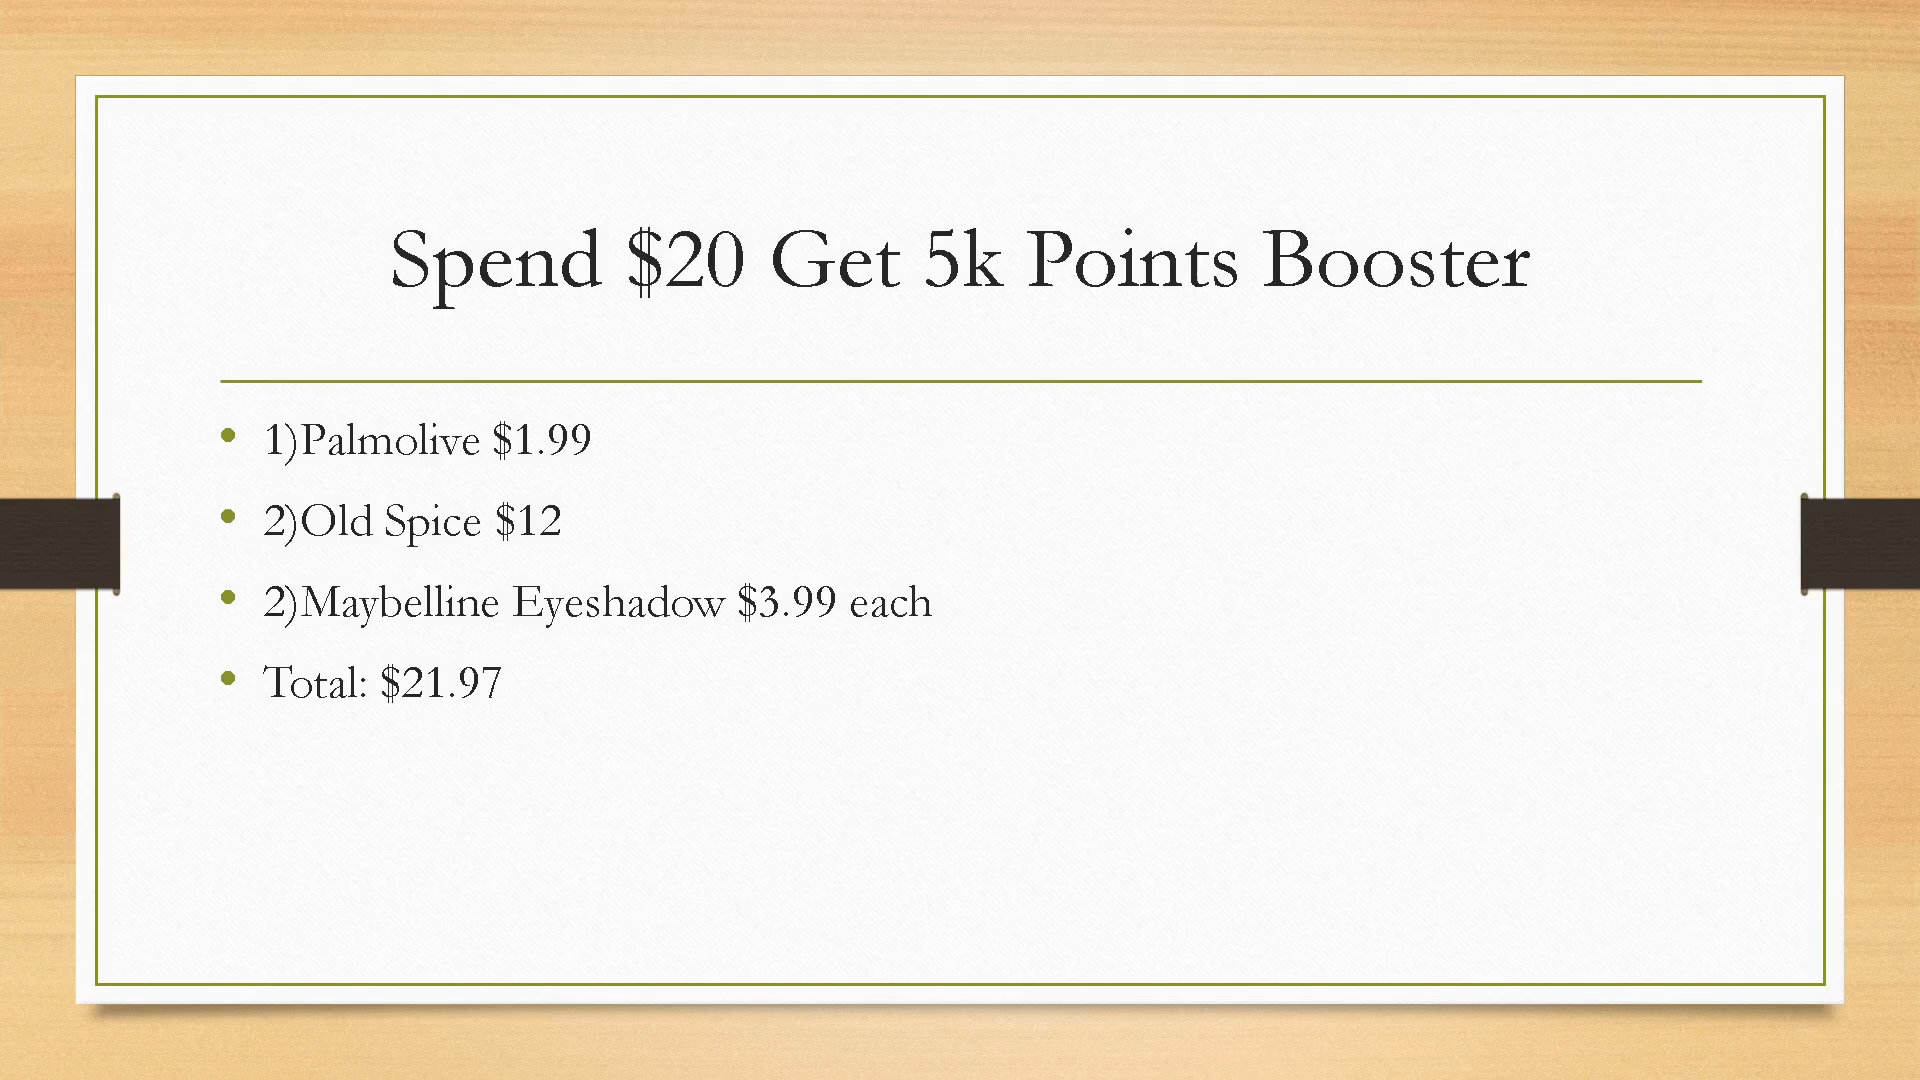 Spend $20 Get 5k Points Booster
• 1)Palmolive $1.99
• 2)Old Spice $12
• 2)Maybelline Eyeshadow $3.99 each
• Total: $21.97